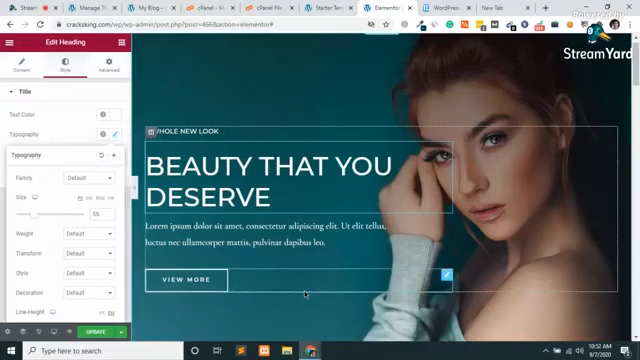 Stream
Manage Th
My Blog -
cPanel - M
cPanel File
Starter Tem
Elementor
WordPress
New Tab
Powered by
cracksking.com/wp/wp-admin/post.php?post=466&action=elementor#
StreamYard
Edit Heading
Content
Style
Advanced
Title
Text Color
Typography
Typography
Family
Default
Size
PX EM REM VW
55
Weight
Default
Transform
Default
Style
Default
Decoration
Default
Line-Height
PX EM
UPDATE
WHOLE NEW LOOK
BEAUTY THAT YOU
DESERVE
Lorem ipsum dolor sit amet, consectetur adipiscing elit. Ut elit tellus,
luctus nec ullamcorper mattis, pulvinar dapibus leo.
VIEW MORE
Type here to search
10:52 AM
9/7/2020